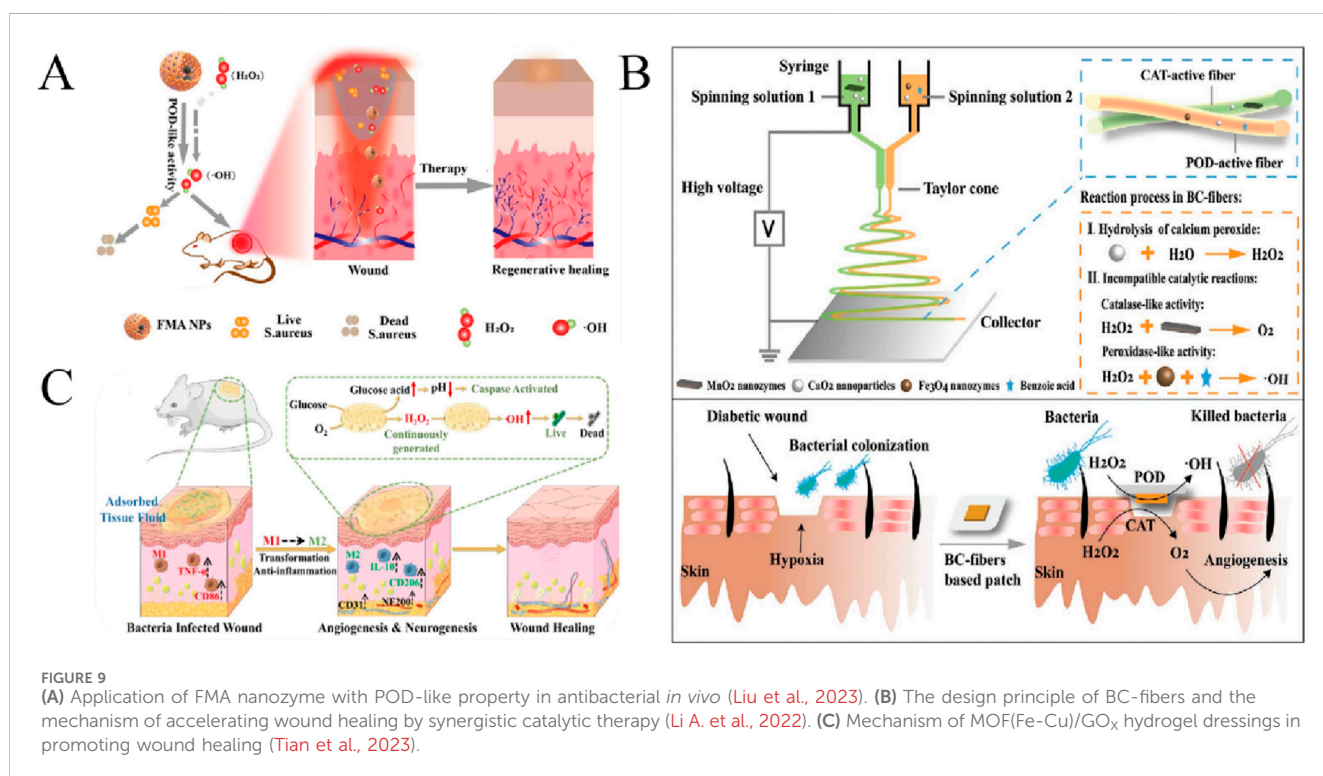 A
(H2O2)
POD-like activity
(·OH)
Therapy
Wound
Regenerative healing
FMA NPs
Live
S.aureus
Dead
S.aureus
H2O2
·OH
B
Syringe
Spinning solution 1
Spinning solution 2
High voltage
V
Taylor cone
Collector
CAT-active fiber
POD-active fiber
Reaction process in BC-fibers:
I. Hydrolysis of calcium peroxide:
+ H2O → H2O2
II. Incompatible catalytic reactions:
Catalase-like activity:
H2O2 + → O2
Peroxidase-like activity:
H2O2 + + → ·OH
MnO2 nanozymes
CaO2 nanoparticles
Fe3O4 nanozymes
Benzoic acid
Diabetic wound
Bacterial colonization
Hypoxia
Skin
BC-fibers
based patch
Bacteria
Killed bacteria
H2O2
·OH
POD
CAT
H2O2
O2
Angiogenesis
Skin
C
Glucose acid
pH
Caspase Activated
Glucose
O2
H2O2
Continuously
generated
·OH
Live
Dead
Adsorbed
Tissue Fluid
M1
TNF-α
CD86
M1 → M2
Transformation
Anti-inflammation
M2
IL-10
CD206
CD31
NF200
Bacteria Infected Wound
Angiogenesis & Neurogenesis
Wound Healing
FIGURE 9
(A) Application of FMA nanozyme with POD-like property in antibacterial in vivo (Liu et al., 2023). (B) The design principle of BC-fibers and the
mechanism of accelerating wound healing by synergistic catalytic therapy (Li A. et al., 2022). (C) Mechanism of MOF(Fe-Cu)/GOX hydrogel dressings in
promoting wound healing (Tian et al., 2023).